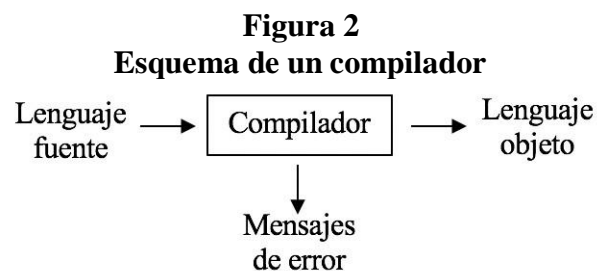 Figura 2
Esquema de un compilador
Lenguaje
fuente
Compilador
Lenguaje
objeto
Mensajes
de error